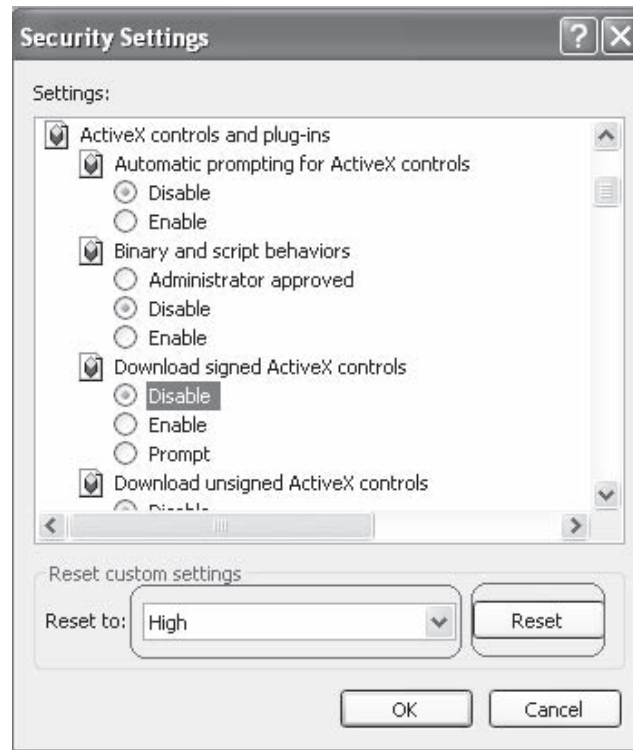 Security Settings
Settings:
ActiveX controls and plug-ins
Automatic prompting for ActiveX controls
Disable
Enable
Binary and script behaviors
Administrator approved
Disable
Enable
Download signed ActiveX controls
Disable
Enable
Prompt
Download unsigned ActiveX controls
Disable
Reset custom settings
Reset to: High Reset
OK Cancel